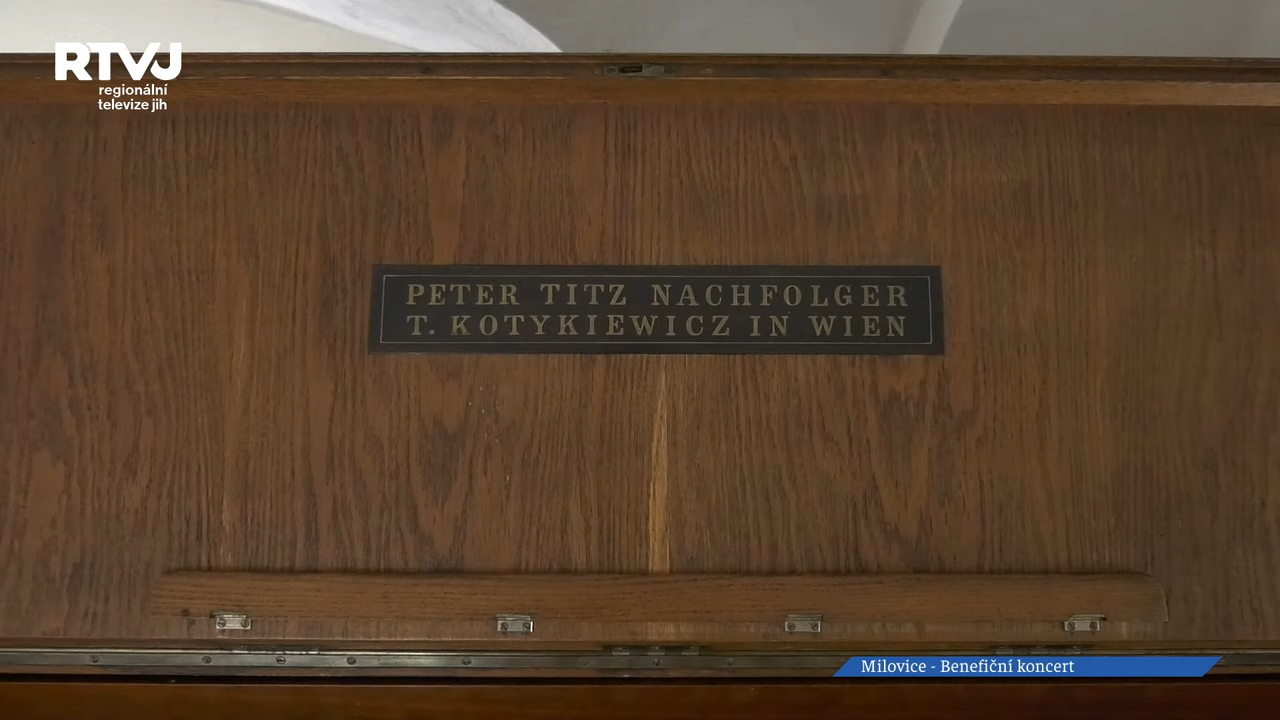 RTVJ
regionální
televize jih
PETER TITZ NACHFOLGER
T. KOTYKIEWICZ IN WIEN
Milovice - Benefiční koncert